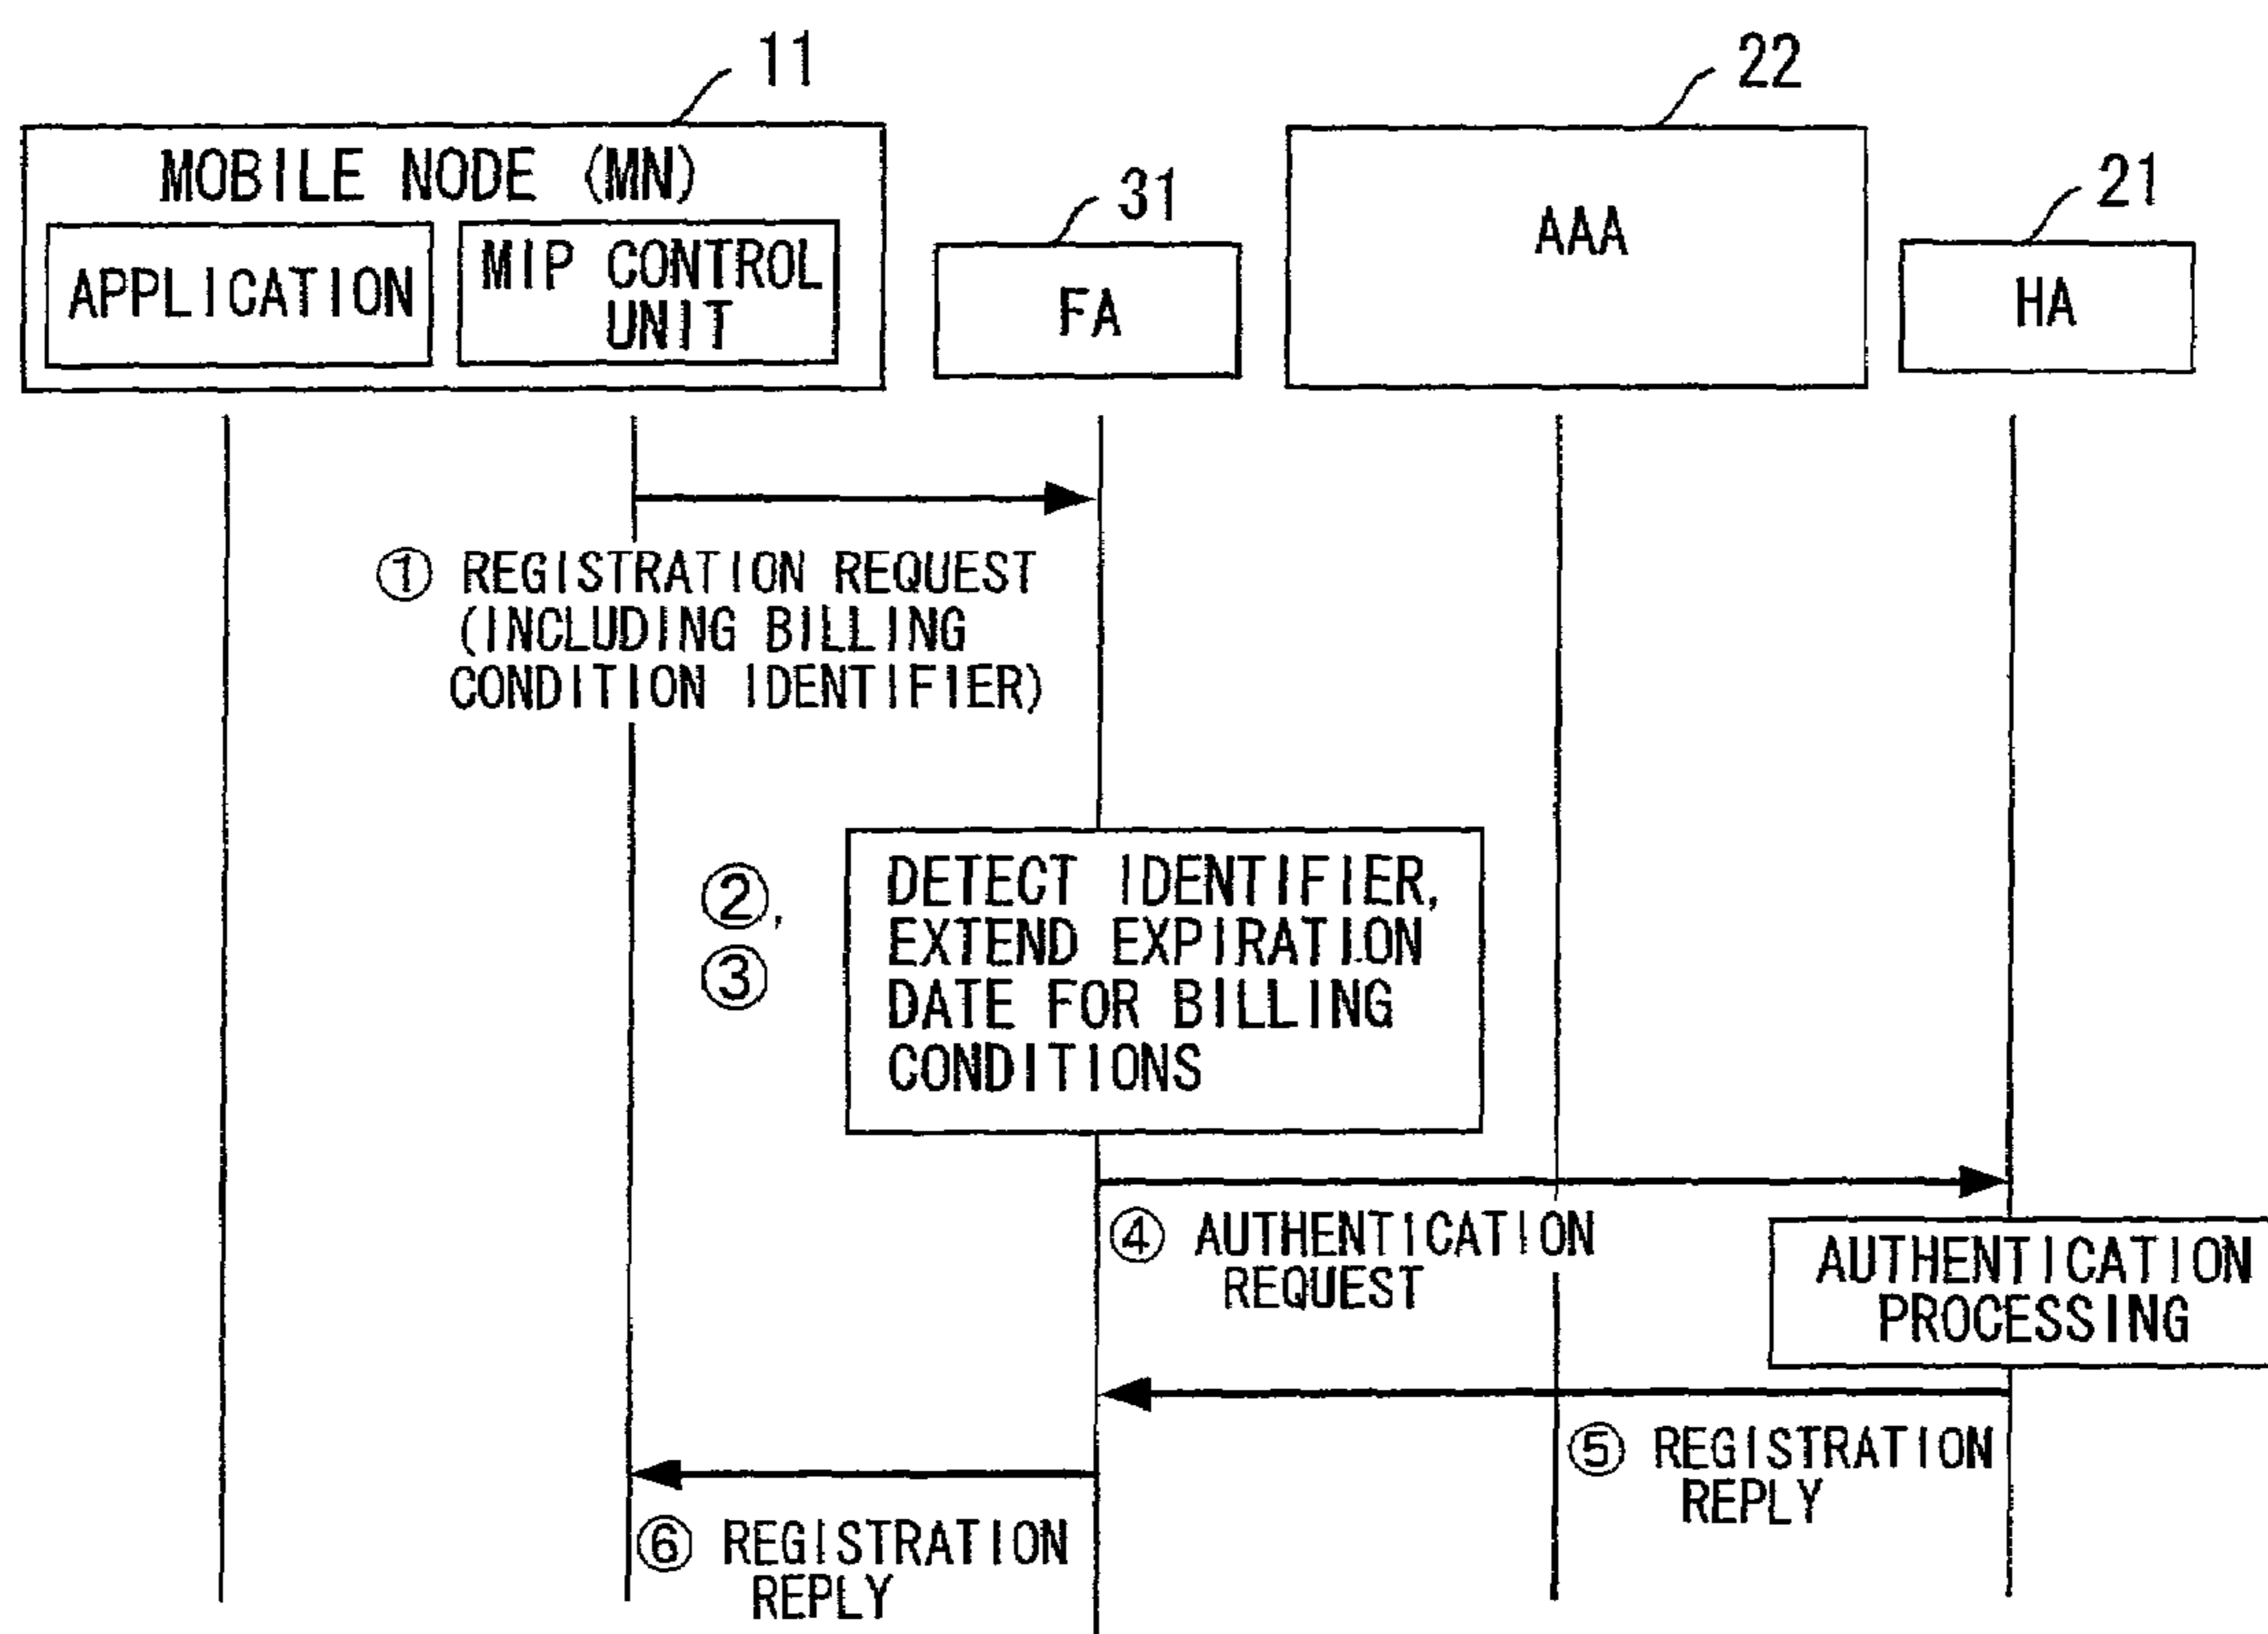 11
22
MOBILE NODE (MN)
31
21
APPLICATION
MIP CONTROL
UNIT
FA
AAA
HA
① REGISTRATION REQUEST
(INCLUDING BILLING
CONDITION IDENTIFIER)
②,
③
DETECT IDENTIFIER,
EXTEND EXPIRATION
DATE FOR BILLING
CONDITIONS
④ AUTHENTICATION
REQUEST
AUTHENTICATION
PROCESSING
⑤ REGISTRATION
REPLY
⑥ REGISTRATION
REPLY